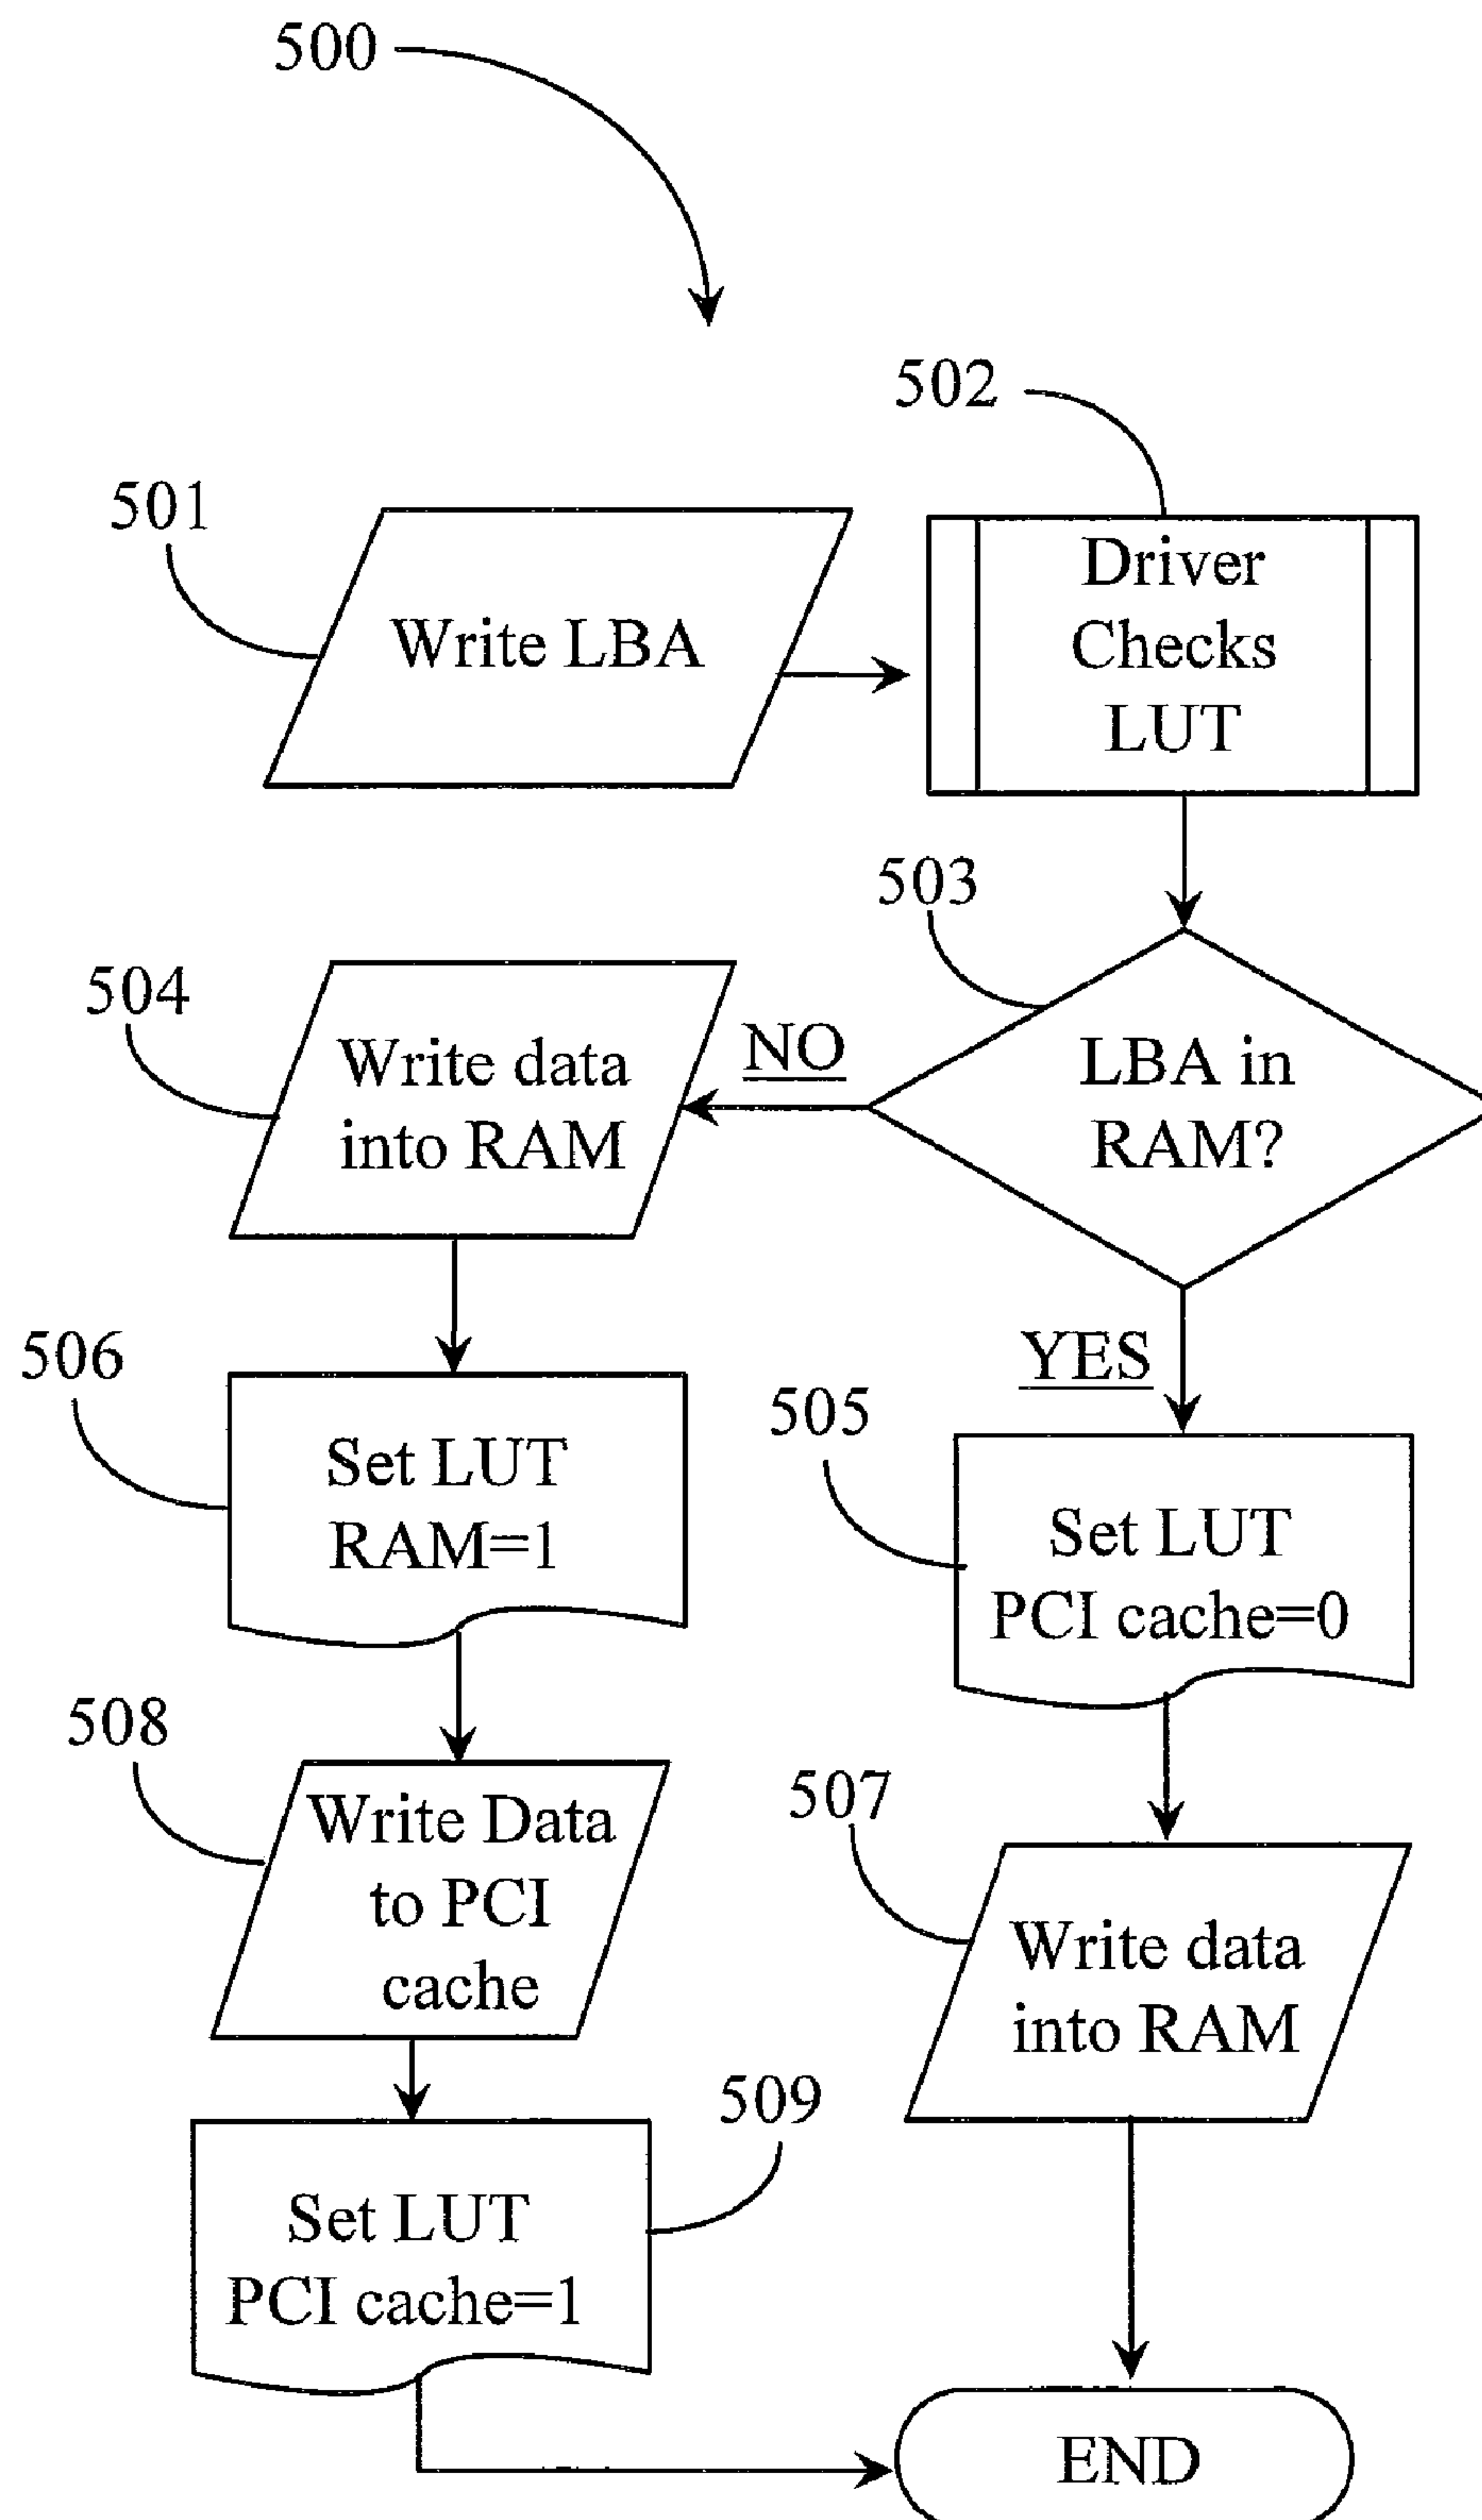 500
502
501
Write LBA
Driver
Checks
LUT
503
504
Write data
into RAM
NO
LBA in
RAM?
506
YES
505
Set LUT
RAM=1
Set LUT
PCI cache=0
508
507
Write Data
to PCI
cache
Write data
into RAM
509
Set LUT
PCI cache=1
END